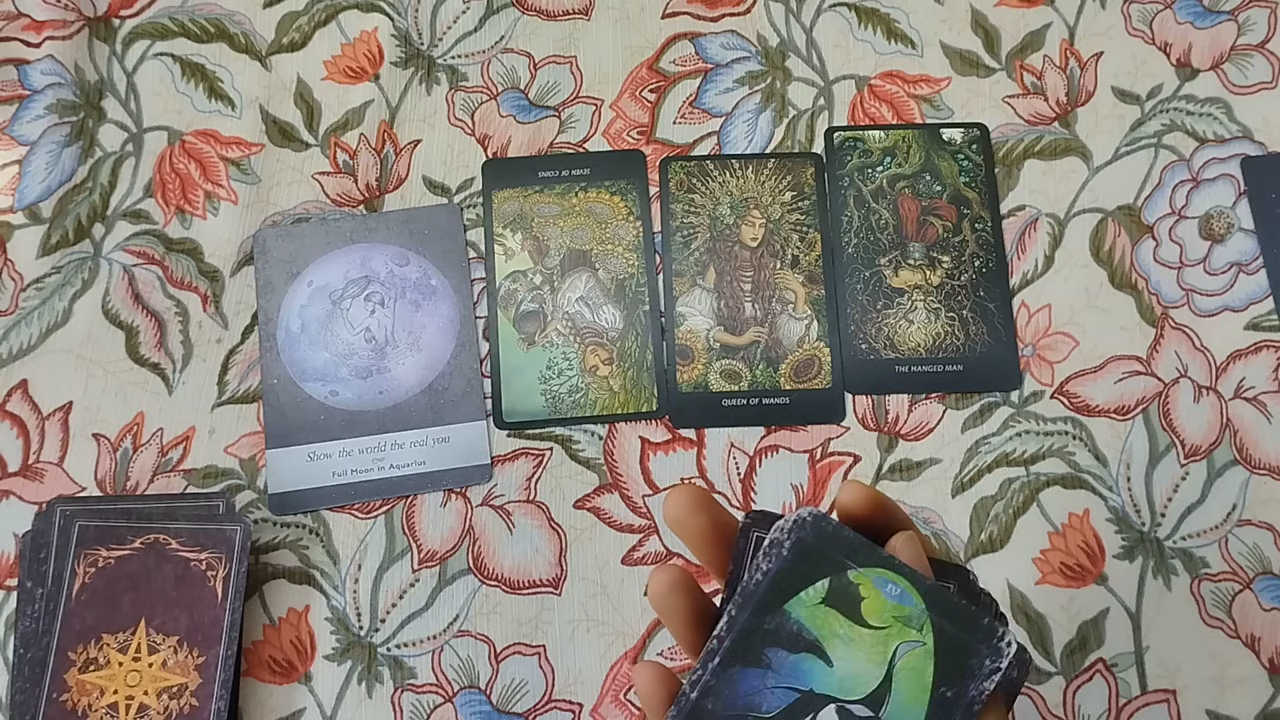 Show the world the real you
Full Moon in Aquarius
SEVEN OF COINS
QUEEN OF WANDS
THE HANGED MAN